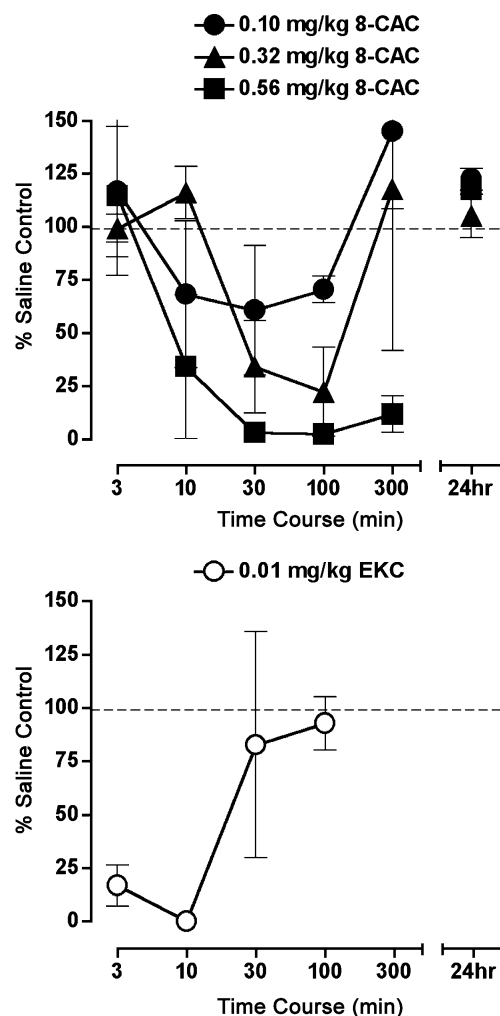 0.10 mg/kg 8-CAC
0.32 mg/kg 8-CAC
0.56 mg/kg 8-CAC
150
125
100
75
50
25
0
% Saline Control
3 10 30 100 300 24hr
Time Course (min)
0.01 mg/kg EKC
150
125
100
75
50
25
0
% Saline Control
3 10 30 100 300 24hr
Time Course (min)